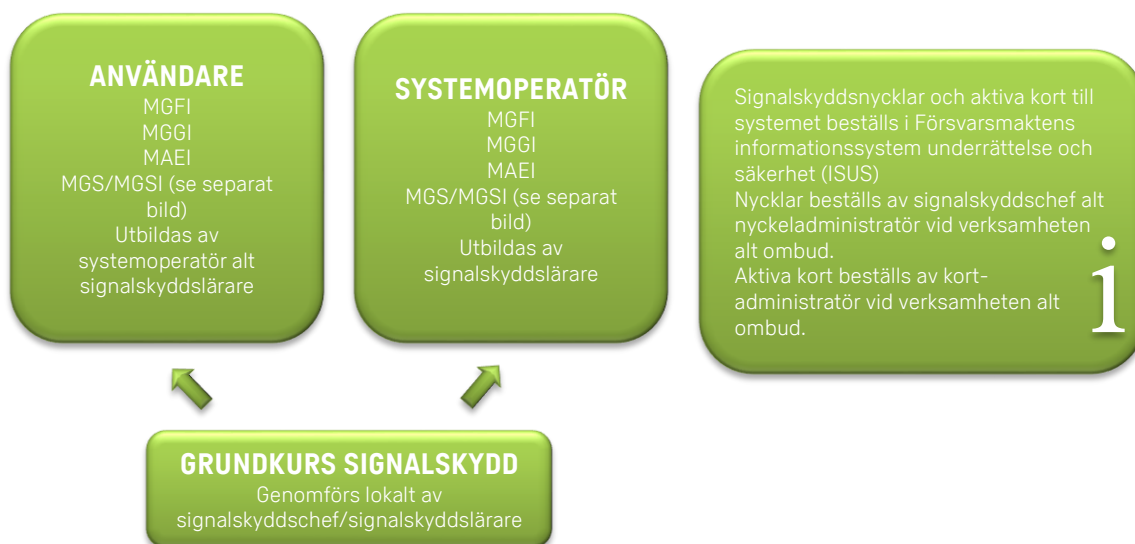 ANVÄNDARE
MGFI
MGGI
MAEI
MGS/MGSI (se separat
bild)
Utbildas av
systemoperatör alt
signalskyddslärare
SYSTEMOPERATÖR
MGFI
MGGI
MAEI
MGS/MGSI (se separat
bild)
Utbildas av
signalskyddslärare
Signalskyddsnycklar och aktiva kort till
systemet beställs i Försvarsmaktens
informationssystem underrättelse och
säkerhet (ISUS)
Nycklar beställs av signalskyddschef alt
nyckeladministratör vid verksamheten
alt ombud.
Aktiva kort beställs av kort-
administratör vid verksamheten alt
ombud.
i
GRUNDKURS SIGNALSKYDD
Genomförs lokalt av
signalskyddschef/signalskyddslärare